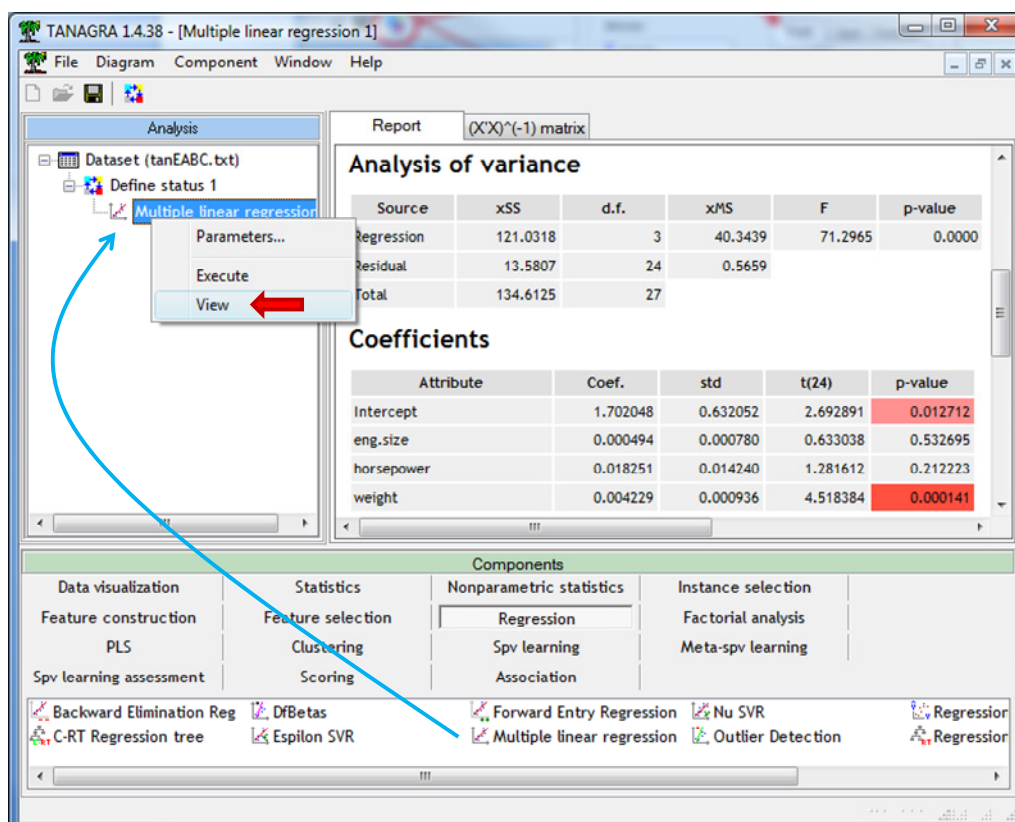 TANAGRA 1.4.38 - [Multiple linear regression 1]
File Diagram Component Window Help
Analysis
Report (X'X)^(-1) matrix
Dataset (tanEABC.txt)
Define status 1
Multiple linear regression
Parameters...
Execute
View
Analysis of variance
Source xSS d.f. xMS F p-value
Regression 121.0318 3 40.3439 71.2965 0.0000
Residual 13.5807 24 0.5659
Total 134.6125 27
Coefficients
Attribute Coef. std t(24) p-value
Intercept 1.702048 0.632052 2.692891 0.012712
eng.size 0.000494 0.000780 0.633038 0.532695
horsepower 0.018251 0.014240 1.281612 0.212223
weight 0.004229 0.000936 4.518384 0.000141
Components
Data visualization Statistics Nonparametric statistics Instance selection
Feature construction Feature selection Regression Factorial analysis
PLS Clustering Spv learning Meta-spv learning
Spv learning assessment Scoring Association
Backward Elimination Reg DfBetas Forward Entry Regression Nu SVR Regression
C-RT Regression tree Espilon SVR Multiple linear regression Outlier Detection Regression